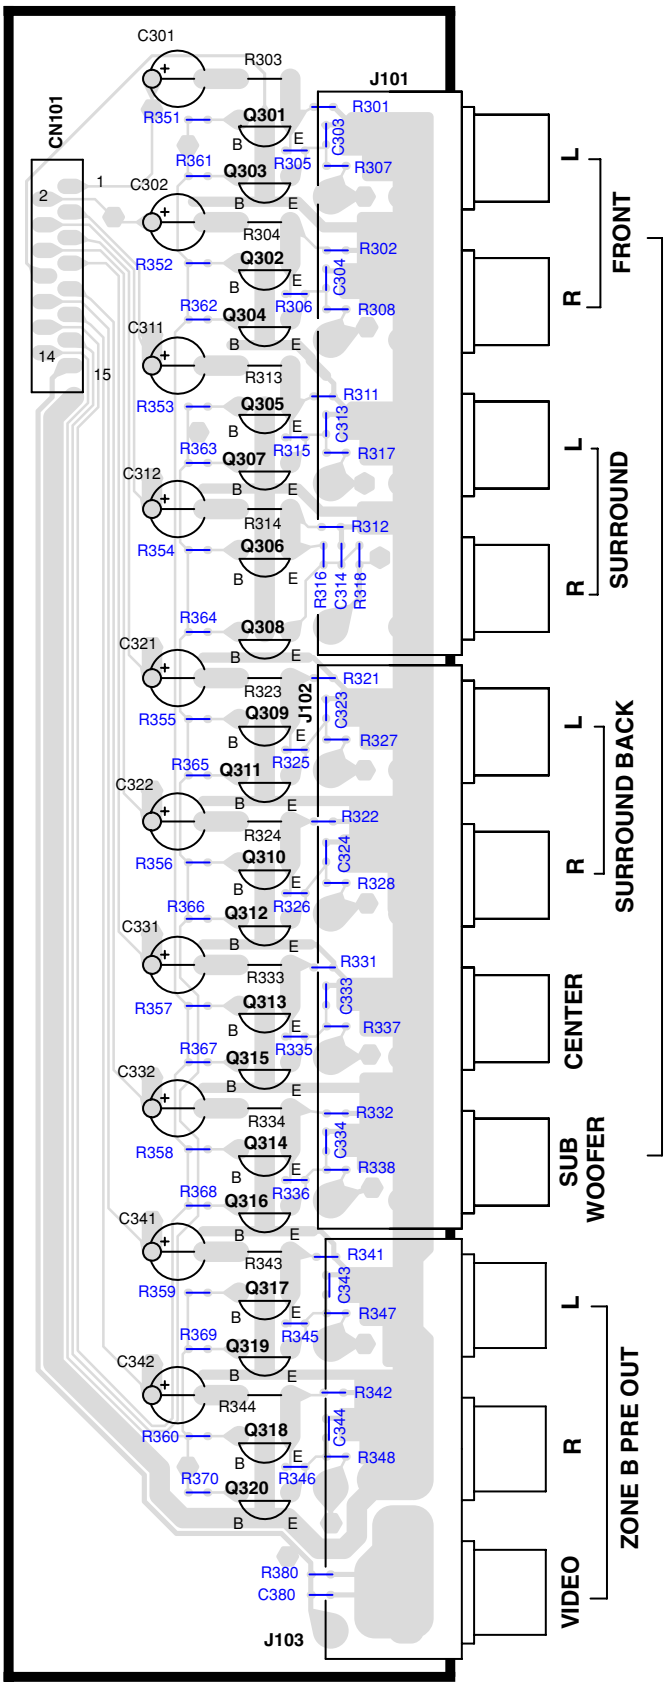 C301
R303
J101
CN101
R351
Q301
R301
C303
L
B
E
R305
R307
R361
Q303
1
2
C302
B
E
R304
R302
FRONT
R352
Q302
C304
B
E
R306
R308
R
R362
Q304
C311
B
E
14
15
R313
R311
R353
Q305
C313
B
E
R315
R317
L
R363
Q307
C312
B
E
R314
R312
SURROUND
R354
Q306
B
E
R316
C314
R318
R
R364
Q308
C321
B
E
R323
R321
J102
C323
R355
Q309
L
B
E
R325
R327
R365
Q311
C322
B
E
R324
R322
SURROUND BACK
R356
Q310
C324
R
B
E
R326
R328
R366
Q312
C331
B
E
R333
R331
R357
Q313
C333
CENTER
B
E
R335
R337
R367
Q315
C332
B
E
R334
R332
R358
Q314
C334
SUB
WOOFER
B
E
R336
R338
R368
Q316
C341
B
E
R343
R341
R359
Q317
C343
L
B
E
R345
R347
R369
Q319
C342
B
E
R344
R342
ZONE B PRE OUT
R360
Q318
C344
R
B
E
R346
R348
R370
Q320
B
E
R380
C380
VIDEO
J103